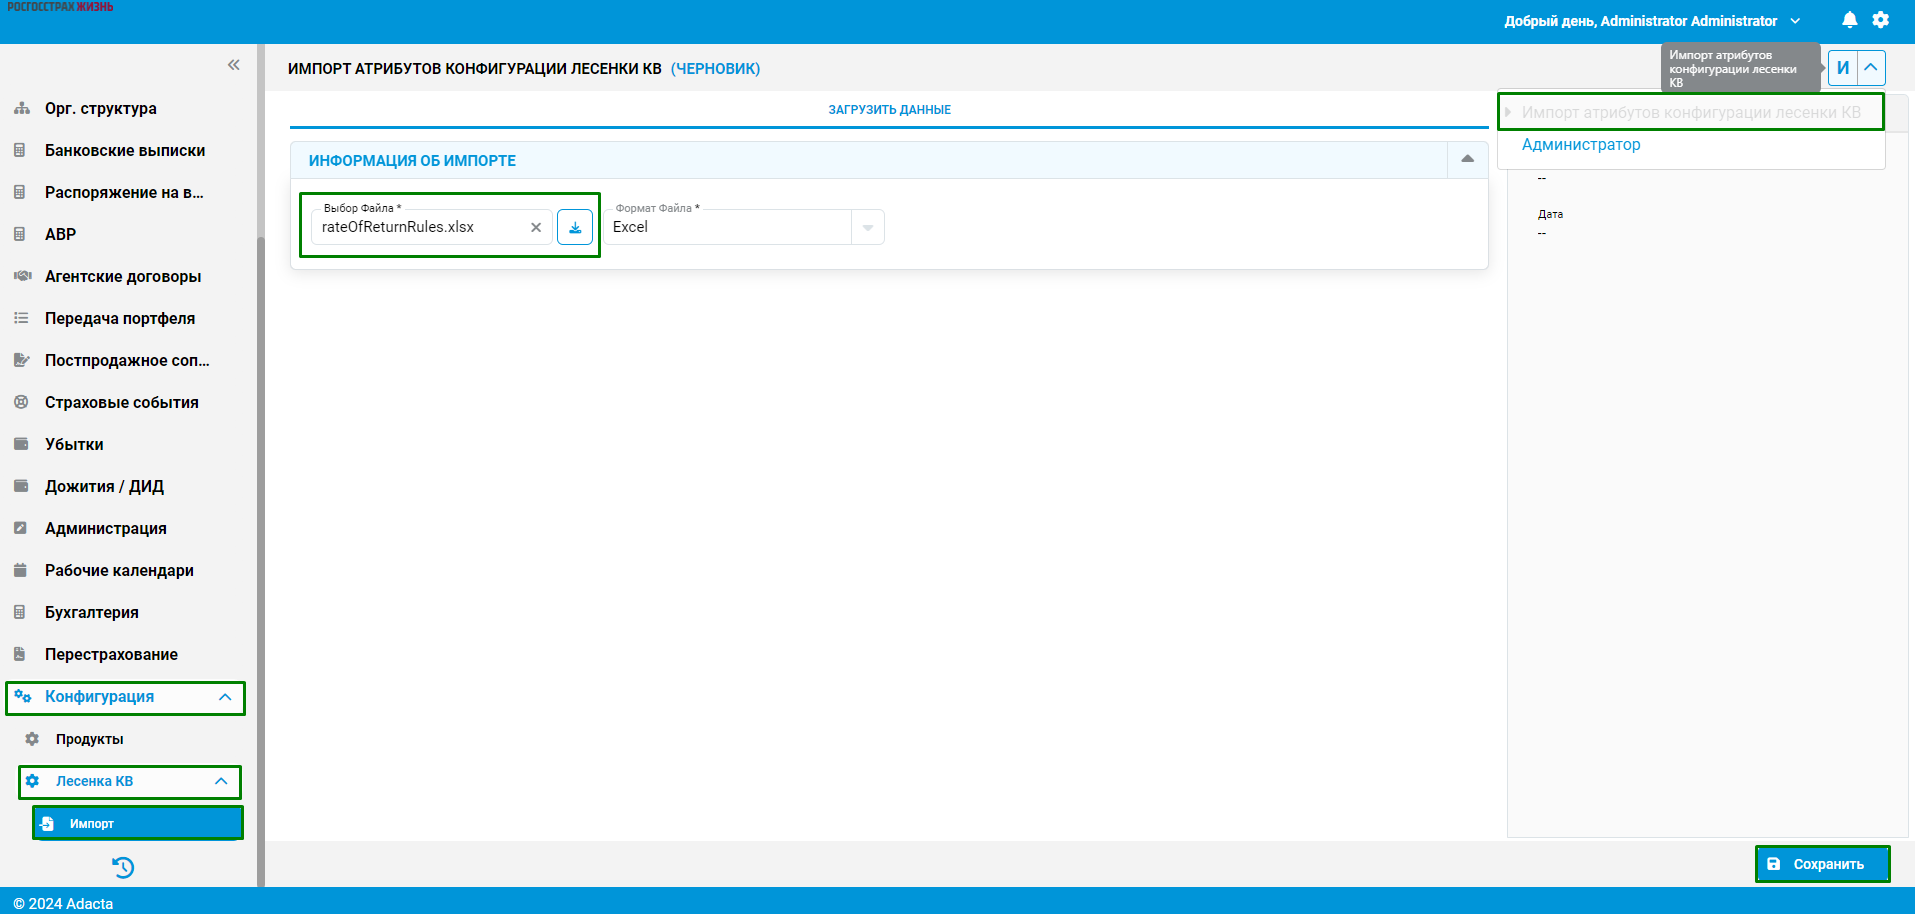 РОСГОССТРАХ ЖИЗНЬ
Добрый день, Administrator Administrator
ИМПОРТ АТРИБУТОВ КОНФИГУРАЦИИ ЛЕСЕНКИ КВ (ЧЕРНОВИК)
Импорт атрибутов
конфигурации лесенки
КВ
И
Импорт атрибутов конфигурации лесенки КВ
Администратор
--
Дата
--
ЗАГРУЗИТЬ ДАННЫЕ
ИНФОРМАЦИЯ ОБ ИМПОРТЕ
Выбор Файла *
rateOfReturnRules.xlsx
Формат Файла *
Excel
Орг. структура
Банковские выписки
Распоряжение на в...
АВР
Агентские договоры
Передача портфеля
Постпродажное соп...
Страховые события
Убытки
Дожития / ДИД
Администрация
Рабочие календари
Бухгалтерия
Перестрахование
Конфигурация
Продукты
Лесенка КВ
Импорт
Сохранить
© 2024 Adacta